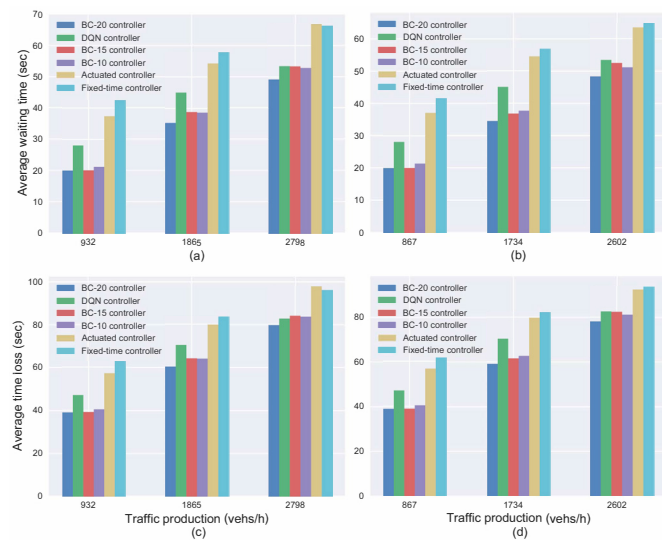 Average waiting time (sec)
70
60
50
40
30
20
10
0
BC-20 controller
DQN controller
BC-15 controller
BC-10 controller
Actuated controller
Fixed-time controller
932
1865
2798
(a)
60
50
40
30
20
10
0
BC-20 controller
DQN controller
BC-15 controller
BC-10 controller
Actuated controller
Fixed-time controller
867
1734
2602
(b)
Average time loss (sec)
100
80
60
40
20
0
BC-20 controller
DQN controller
BC-15 controller
BC-10 controller
Actuated controller
Fixed-time controller
932
1865
2798
Traffic production (vehs/h)
(c)
80
60
40
20
0
BC-20 controller
DQN controller
BC-15 controller
BC-10 controller
Actuated controller
Fixed-time controller
867
1734
2602
Traffic production (vehs/h)
(d)